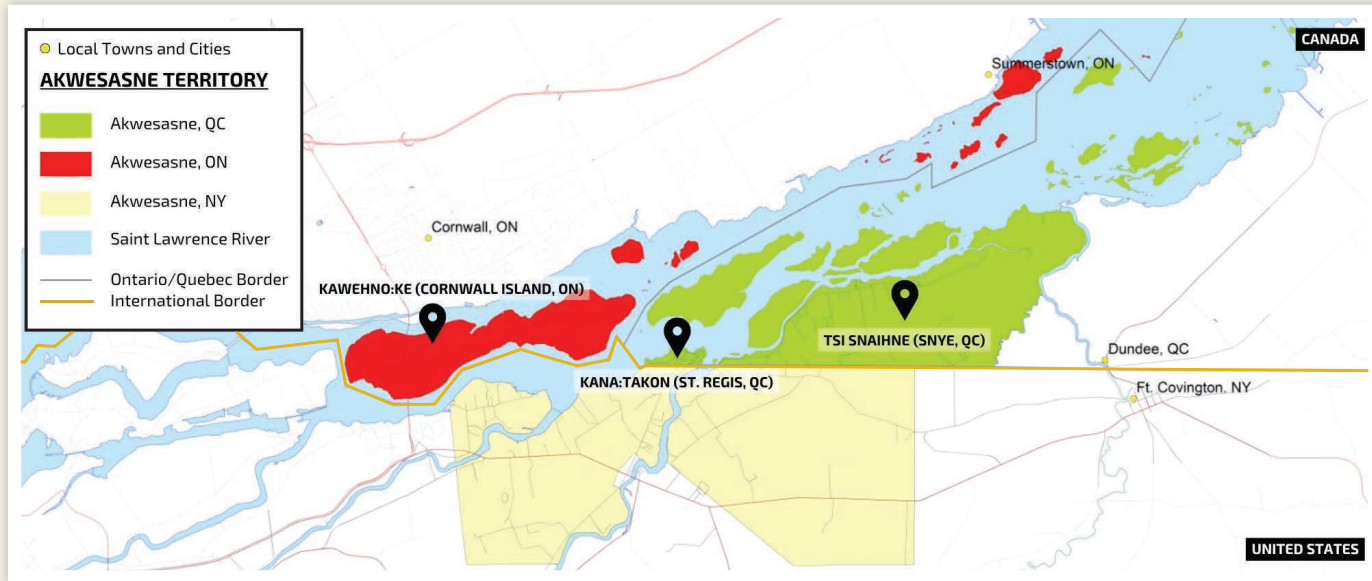 Local Towns and Cities
AKWESASNE TERRITORY
Akwesasne, QC
Akwesasne, ON
Akwesasne, NY
Saint Lawrence River
Ontario/Quebec Border
International Border
CANADA
Summerstown, ON
Cornwall, ON
KAWEHNO:KE (CORNWALL ISLAND, ON)
TSI SNAIHNE (SNYE, QC)
Dundee, QC
KANA:TAKON (ST. REGIS, QC)
Ft. Covington. NY
UNITED STATES